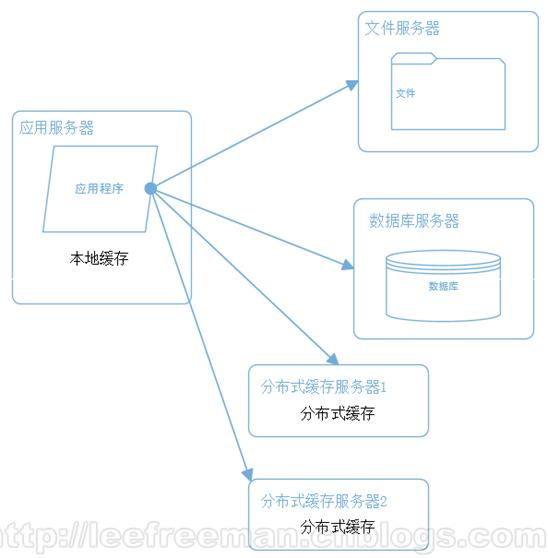 文件服务器
文件
应用服务器
应用程序
本地缓存
数据库服务器
数据库
分布式缓存服务器1
分布式缓存
分布式缓存服务器2
分布式缓存
http://leefreeman.cnblogs.com